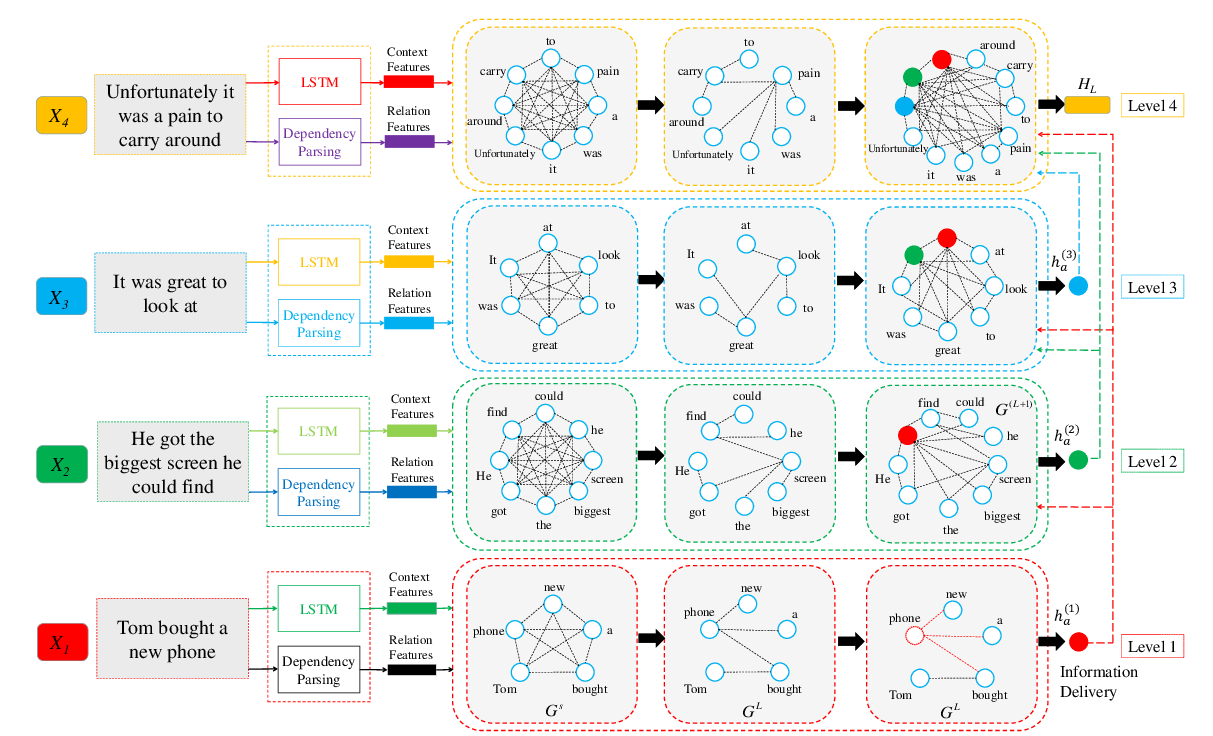 X4
Unfortunately it
was a pain to
carry around
LSTM
Dependency
Parsing
Context
Features
Relation
Features
to
carry
pain
around
a
Unfortunately
was
it
to
carry
pain
around
a
Unfortunately
was
it
around
carry
to
pain
Unfortunately
it
was
a
H_L
Level 4
X3
It was great to
look at
LSTM
Dependency
Parsing
Context
Features
Relation
Features
at
It
look
was
to
great
at
It
look
was
to
great
at
It
look
was
to
great
h_a^(3)
Level 3
X2
He got the
biggest screen he
could find
LSTM
Dependency
Parsing
Context
Features
Relation
Features
could
find
he
He
screen
got
biggest
the
could
find
he
He
screen
got
biggest
the
find
could
G^(L+1)
he
screen
He
got
biggest
the
h_a^(2)
Level 2
Xi
Tom bought a
new phone
LSTM
Dependency
Parsing
Context
Features
Relation
Features
new
phone
a
Tom
bought
G^s
new
phone
a
Tom
bought
G^L
new
phone
a
Tom
bought
G^L
h_a^(1)
Level 1
Information
Delivery